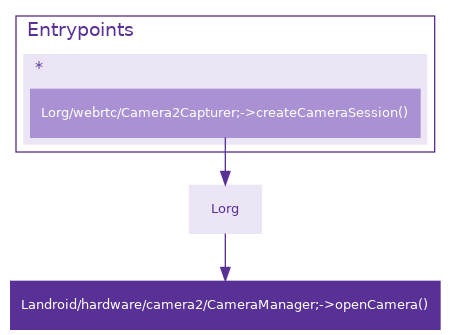 Entrypoints
*
Lorg/webrtc/Camera2Capturer;->createCameraSession()
Lorg
Landroid/hardware/camera2/CameraManager;->openCamera()